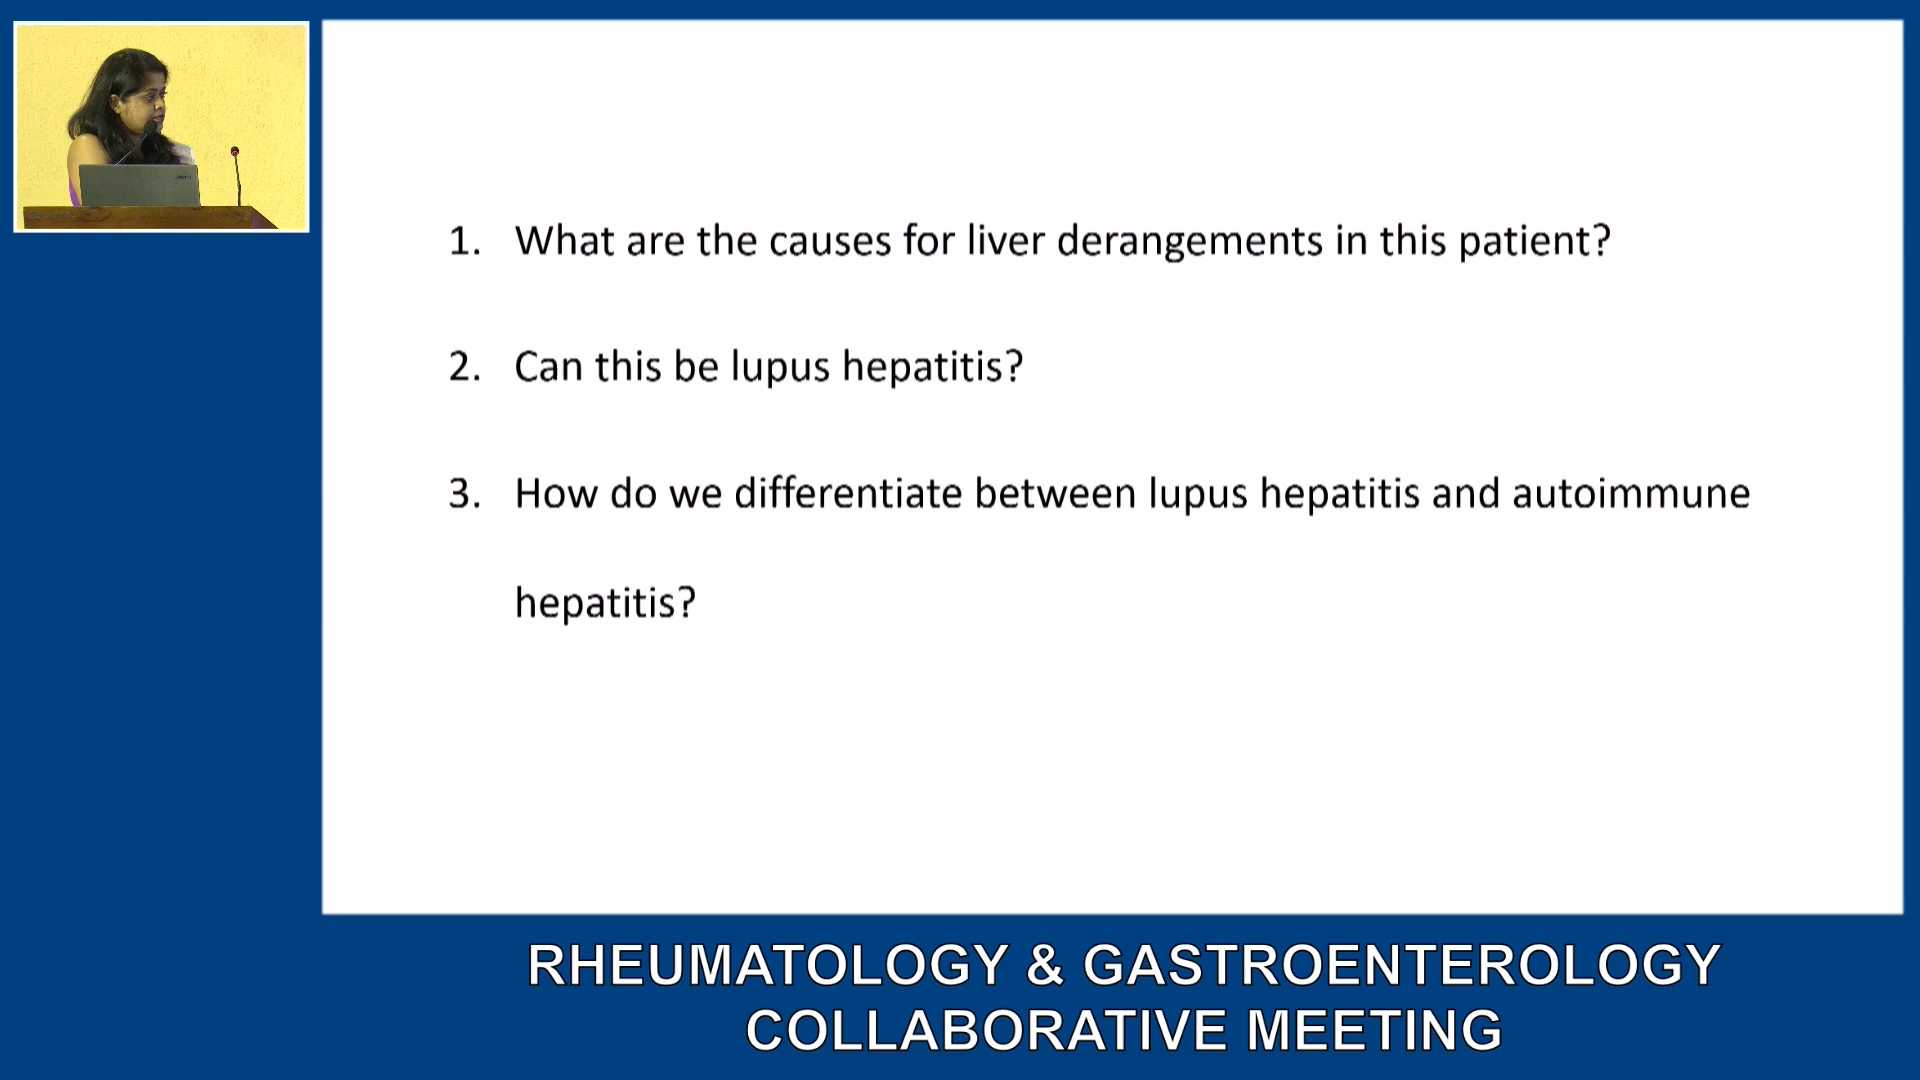 1. What are the causes for liver derangements in this patient?
2. Can this be lupus hepatitis?
3. How do we differentiate between lupus hepatitis and autoimmune
hepatitis?
RHEUMATOLOGY & GASTROENTEROLOGY
COLLABORATIVE MEETING